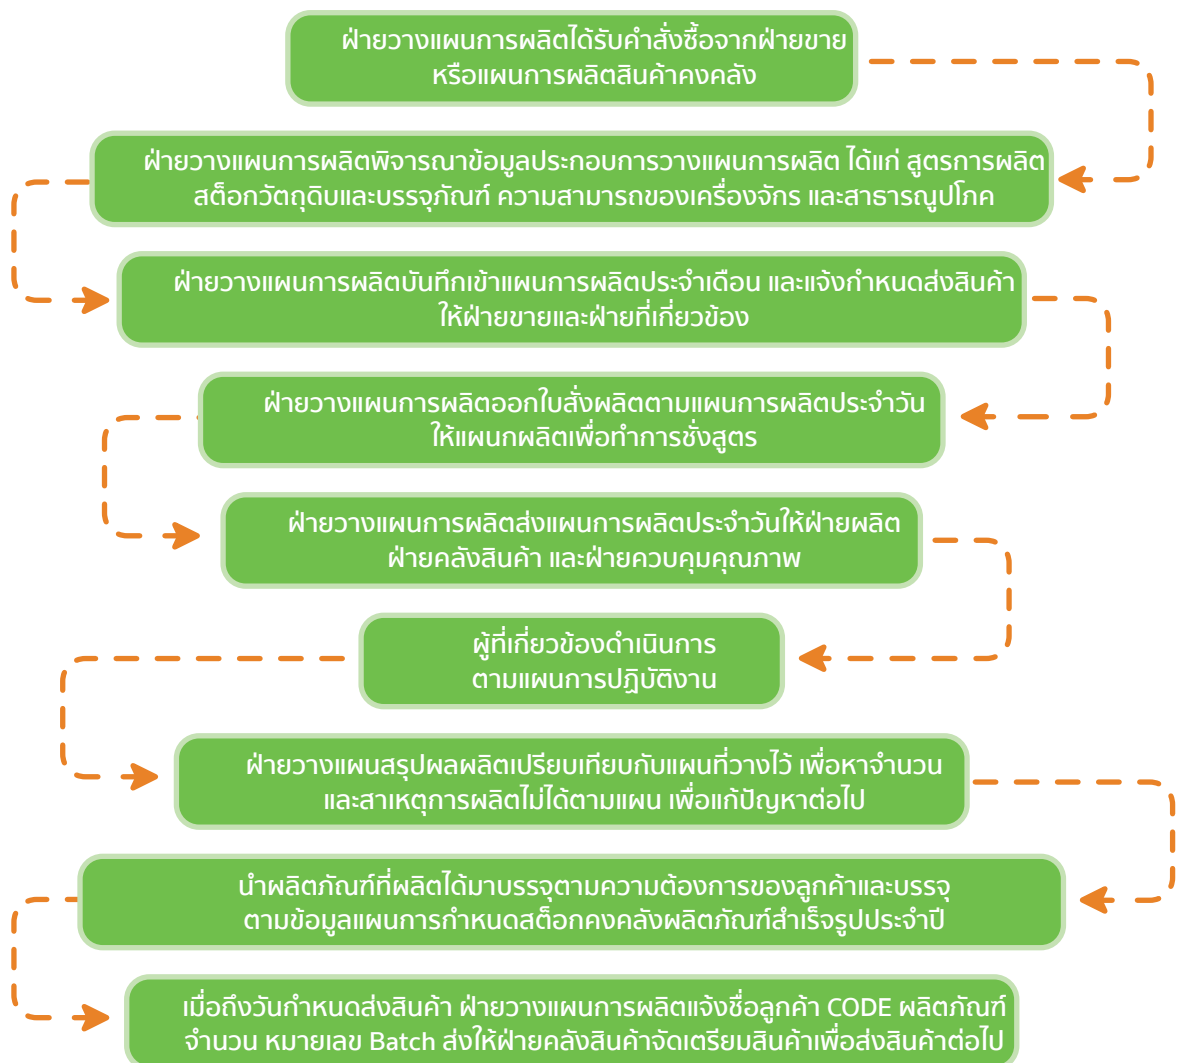 ฝ่ายวางแผนการผลิตได้รับคำสั่งซื้อจากฝ่ายขาย
หรือแผนการผลิตสินค้าคงคลัง
ฝ่ายวางแผนการผลิตพิจารณาข้อมูลประกอบการวางแผนการผลิต ได้แก่ สูตรการผลิต
สต็อกวัตถุดิบและบรรจุภัณฑ์ ความสามารถของเครื่องจักร และสาธารณูปโภค
ฝ่ายวางแผนการผลิตบันทึกเข้าแผนการผลิตประจำเดือน และแจ้งกำหนดส่งสินค้า
ให้ฝ่ายขายและฝ่ายที่เกี่ยวข้อง
ฝ่ายวางแผนการผลิตออกใบสั่งผลิตตามแผนการผลิตประจำวัน
ให้แผนกผลิตเพื่อทำการชั่งสูตร
ฝ่ายวางแผนการผลิตส่งแผนการผลิตประจำวันให้ฝ่ายผลิต
ฝ่ายคลังสินค้า และฝ่ายควบคุมคุณภาพ
ผู้ที่เกี่ยวข้องดำเนินการ
ตามแผนการปฏิบัติงาน
ฝ่ายวางแผนสรุปผลผลิตเปรียบเทียบกับแผนที่วางไว้ เพื่อหาจำนวน
และสาเหตุการผลิตไม่ได้ตามแผน เพื่อแก้ปัญหาต่อไป
นำผลิตภัณฑ์ที่ผลิตได้มาบรรจุตามความต้องการของลูกค้าและบรรจุ
ตามข้อมูลแผนการกำหนดสต็อกคงคลังผลิตภัณฑ์สำเร็จรูปประจำปี
เมื่อถึงวันกำหนดส่งสินค้า ฝ่ายวางแผนการผลิตแจ้งชื่อลูกค้า CODE ผลิตภัณฑ์
จำนวน หมายเลข Batch ส่งให้ฝ่ายคลังสินค้าจัดเตรียมสินค้าเพื่อส่งสินค้าต่อไป